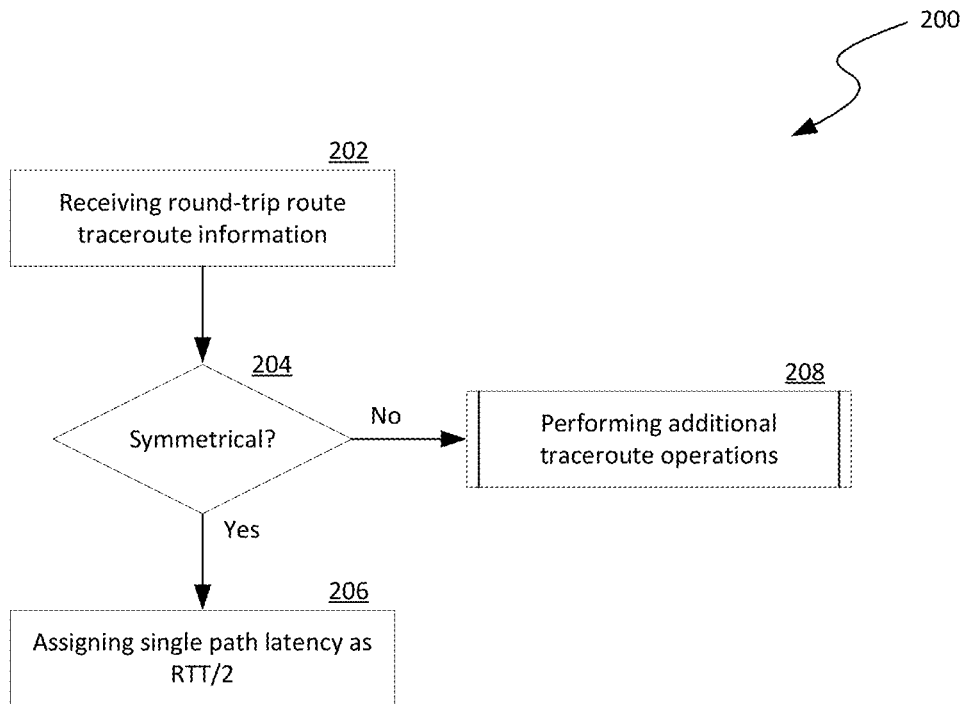 200
202
Receiving round-trip route
traceroute information
204
Symmetrical?
No
208
Performing additional
traceroute operations
Yes
206
Assigning single path latency as
RTT/2